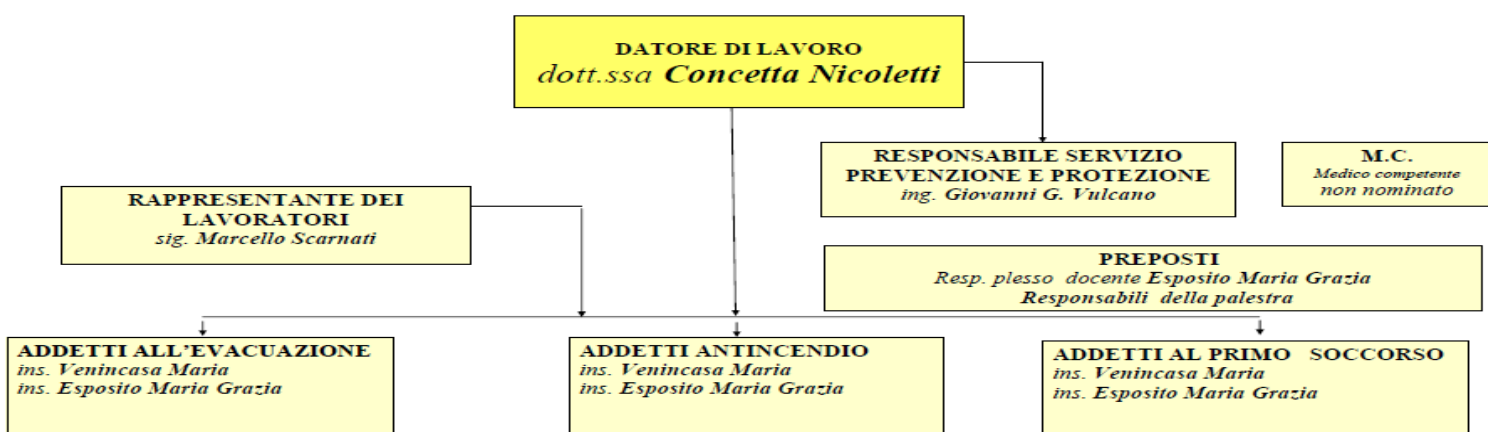 DATORE DI LAVORO
dott.ssa Concetta Nicoletti
RESPONSABILE SERVIZIO
PREVENZIONE E PROTEZIONE
ing. Giovanni G. Vulcano
M.C.
Medico competente
non nominato
RAPPRESENTANTE DEI
LAVORATORI
sig. Marcello Scarnati
PREPOSTI
Resp. plesso docente Esposito Maria Grazia
Responsabili della palestra
ADDETTI ALL'EVACUAZIONE
ins. Venincasa Maria
ins. Esposito Maria Grazia
ADDETTI ANTINCENDIO
ins. Venincasa Maria
ins. Esposito Maria Grazia
ADDETTI AL PRIMO SOCCORSO
ins. Venincasa Maria
ins. Esposito Maria Grazia